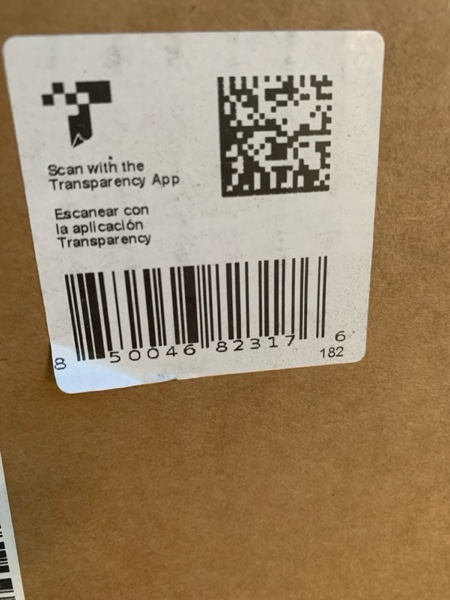 Scan with the
Transparency App
Escanear con
la aplicación
Transparency
8 50046 82317 6
182